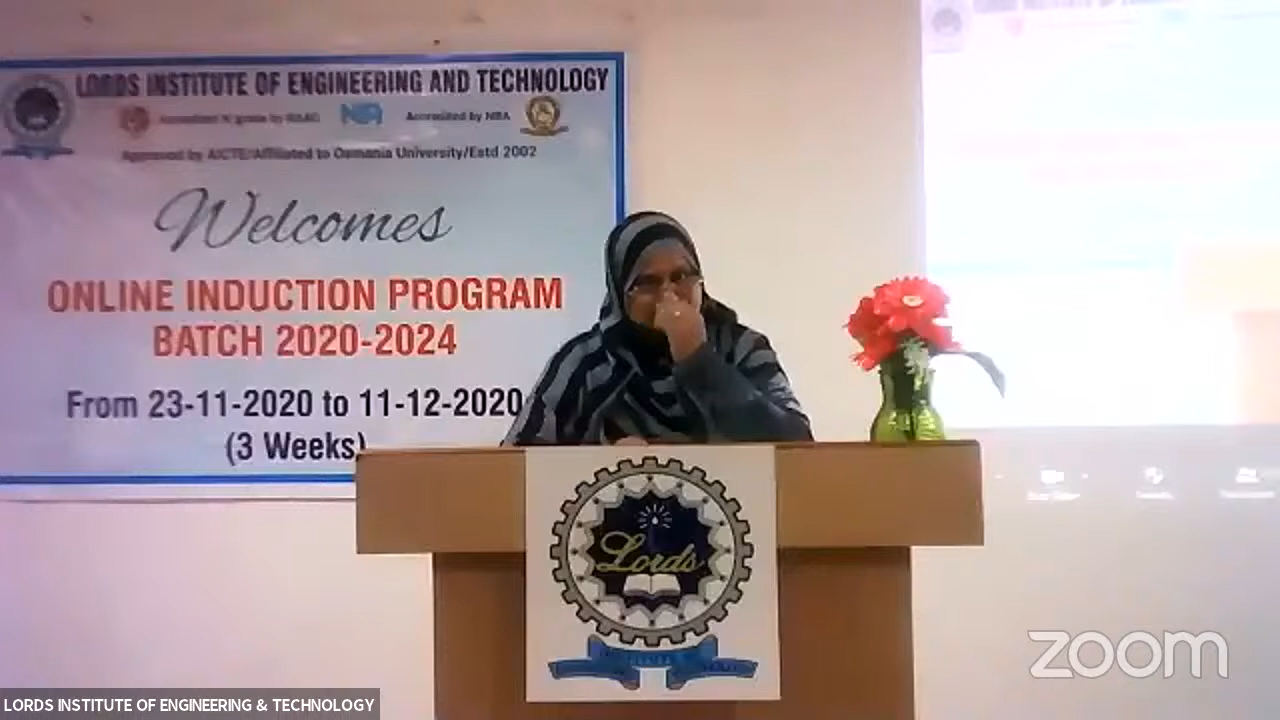 LORDS INSTITUTE OF ENGINEERING AND TECHNOLOGY
Accredited by NBA
Approved by AICTE/Affiliated to Osmania University/Estd 2002
Welcomes
ONLINE INDUCTION PROGRAM
BATCH 2020-2024
From 23-11-2020 to 11-12-2020
(3 Weeks)
Lords
zoom
LORDS INSTITUTE OF ENGINEERING & TECHNOLOGY